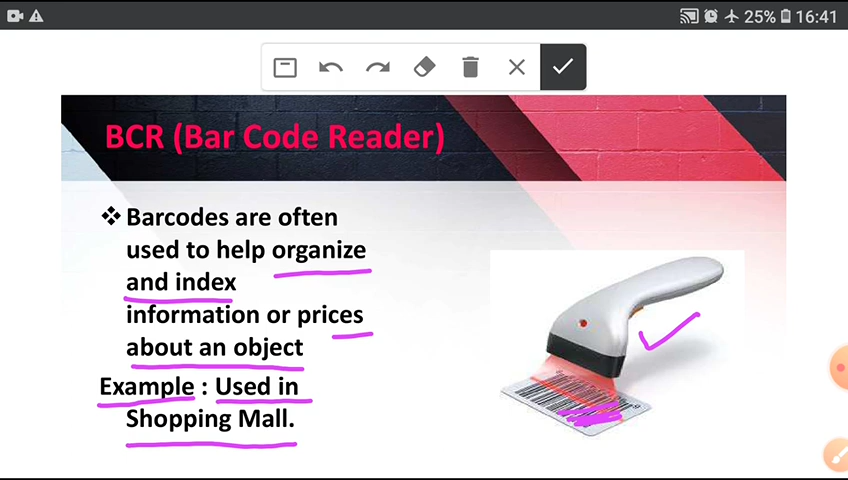 25% 16:41
BCR (Bar Code Reader)
❖ Barcodes are often
used to help organize
and index
information or prices
about an object
Example : Used in
Shopping Mall.